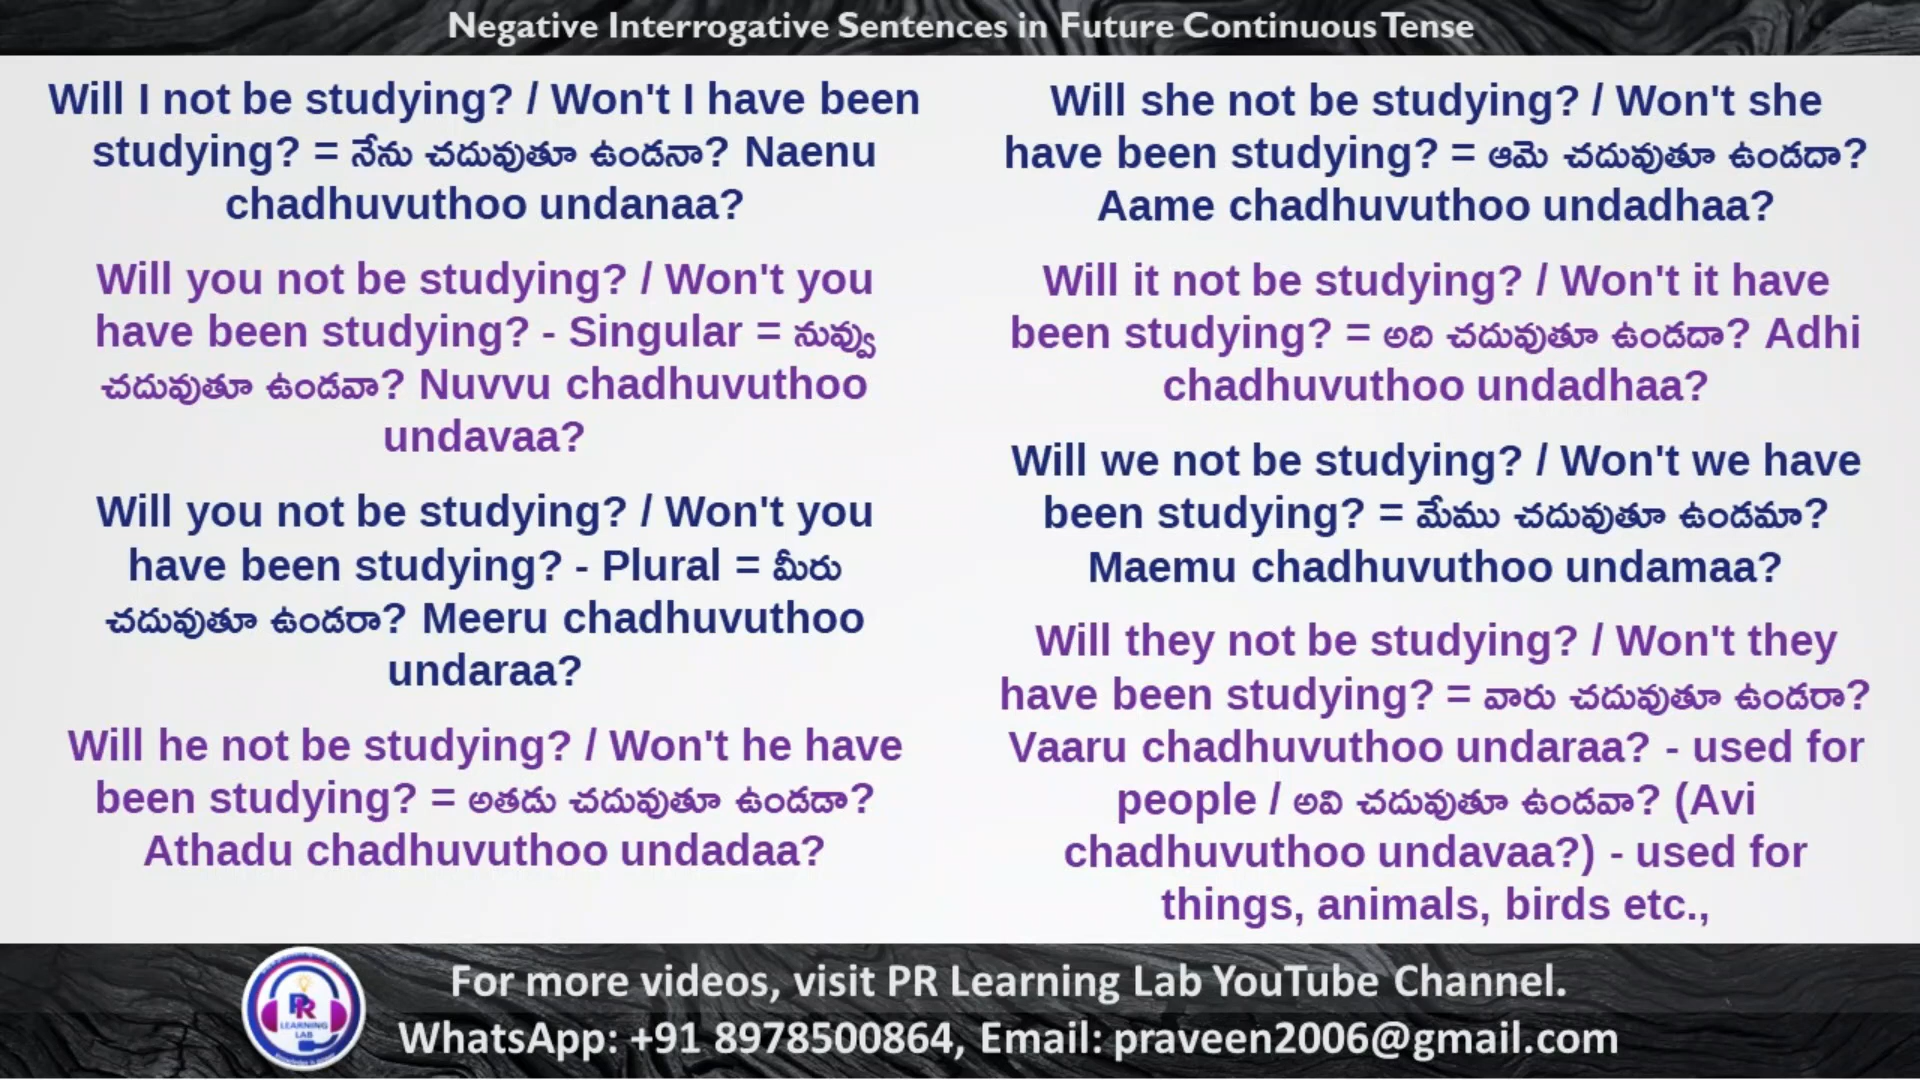 Negative Interrogative Sentences in Future Continuous Tense
Will I not be studying? / Won't I have been
studying? = నేను చదువుతూ ఉండనా? Naenu
chadhuvuthoo undanaa?
Will you not be studying? / Won't you
have been studying? - Singular = నువ్వు
చదువుతూ ఉండవా? Nuvvu chadhuvuthoo
undavaa?
Will you not be studying? / Won't you
have been studying? - Plural = మీరు
చదువుతూ ఉండరా? Meeru chadhuvuthoo
undaraa?
Will he not be studying? / Won't he have
been studying? = అతడు చదువుతూ ఉండడా?
Athadu chadhuvuthoo undadaa?
Will she not be studying? / Won't she
have been studying? = ఆమె చదువుతూ ఉండదా?
Aame chadhuvuthoo undadhaa?
Will it not be studying? / Won't it have
been studying? = అది చదువుతూ ఉండదా? Adhi
chadhuvuthoo undadhaa?
Will we not be studying? / Won't we have
been studying? = మేము చదువుతూ ఉండమా?
Maemu chadhuvuthoo undamaa?
Will they not be studying? / Won't they
have been studying? = వారు చదువుతూ ఉండరా?
Vaaru chadhuvuthoo undaraa? - used for
people / అవి చదువుతూ ఉండవా? (Avi
chadhuvuthoo undavaa?) - used for
things, animals, birds etc.,
PR
LEARNING
LAB
For more videos, visit PR Learning Lab YouTube Channel.
WhatsApp: +91 8978500864, Email: praveen2006@gmail.com